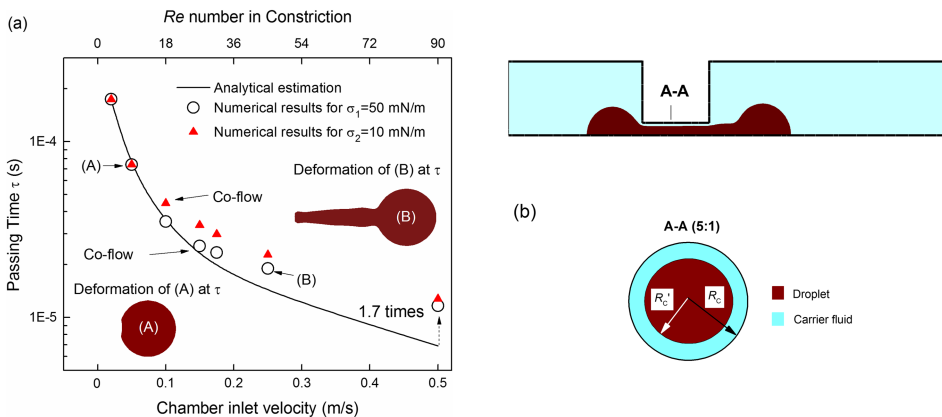 (a)
Re number in Constriction
0 18 36 54 72 90
Analytical estimation
Numerical results for σ1=50 mN/m
Numerical results for σ2=10 mN/m
1E-4
(A)
Deformation of (B) at τ
Co-flow
(B)
Passing Time τ (s)
Co-flow
(B)
Deformation of (A) at τ
1.7 times
1E-5
(A)
0 0.1 0.2 0.3 0.4 0.5
Chamber inlet velocity (m/s)
A-A
(b)
A-A (5:1)
Rc' Rc
Droplet
Carrier fluid